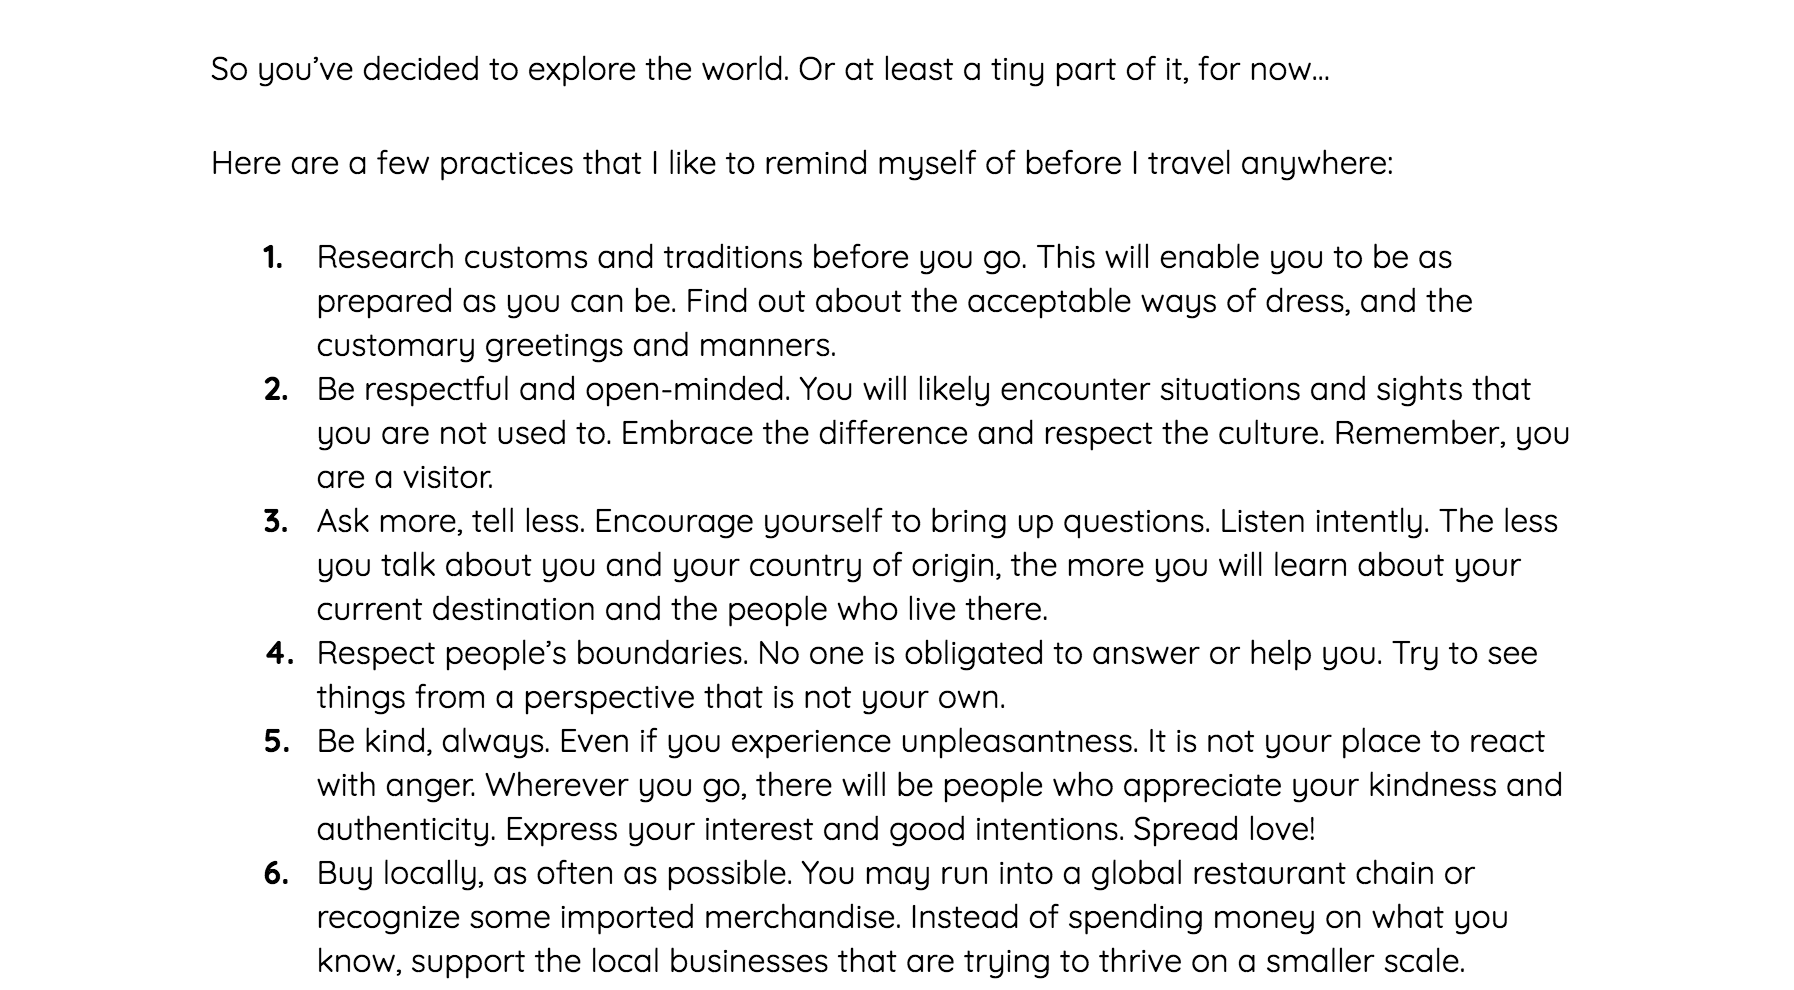 So you’ve decided to explore the world. Or at least a tiny part of it, for now...
Here are a few practices that I like to remind myself of before I travel anywhere:
1. Research customs and traditions before you go. This will enable you to be as
prepared as you can be. Find out about the acceptable ways of dress, and the
customary greetings and manners.
2. Be respectful and open-minded. You will likely encounter situations and sights that
you are not used to. Embrace the difference and respect the culture. Remember, you
are a visitor.
3. Ask more, tell less. Encourage yourself to bring up questions. Listen intently. The less
you talk about you and your country of origin, the more you will learn about your
current destination and the people who live there.
4. Respect people’s boundaries. No one is obligated to answer or help you. Try to see
things from a perspective that is not your own.
5. Be kind, always. Even if you experience unpleasantness. It is not your place to react
with anger. Wherever you go, there will be people who appreciate your kindness and
authenticity. Express your interest and good intentions. Spread love!
6. Buy locally, as often as possible. You may run into a global restaurant chain or
recognize some imported merchandise. Instead of spending money on what you
know, support the local businesses that are trying to thrive on a smaller scale.